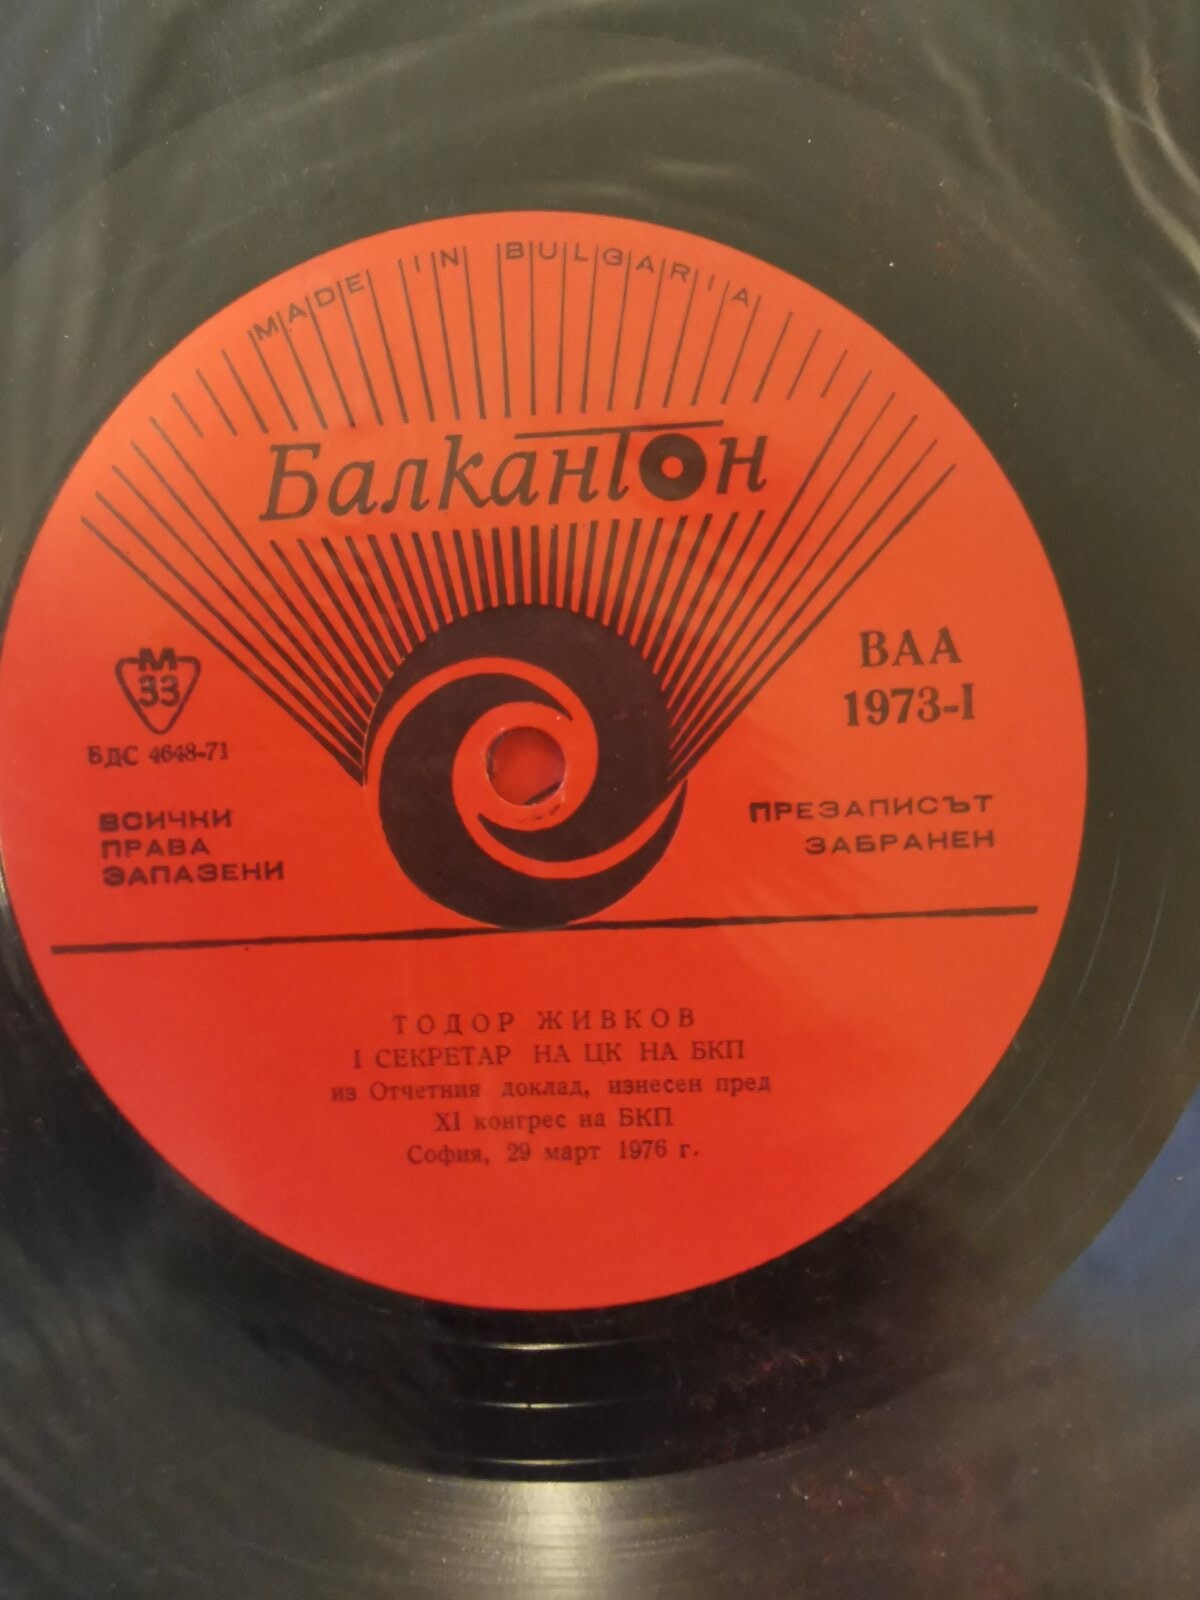 MADE IN BULGARIA
Балкантон
М
33
БДС 4648-71
ВСИЧКИ
ПРАВА
ЗАПАЗЕНИ
ВАА
1973-I
ПРЕЗАПИСЪТ
ЗАБРАНЕН
ТОДОР ЖИВКОВ
I СЕКРЕТАР НА ЦК НА БКП
из Отчетния доклад, изнесен пред
XI конгрес на БКП
София, 29 март 1976 г.